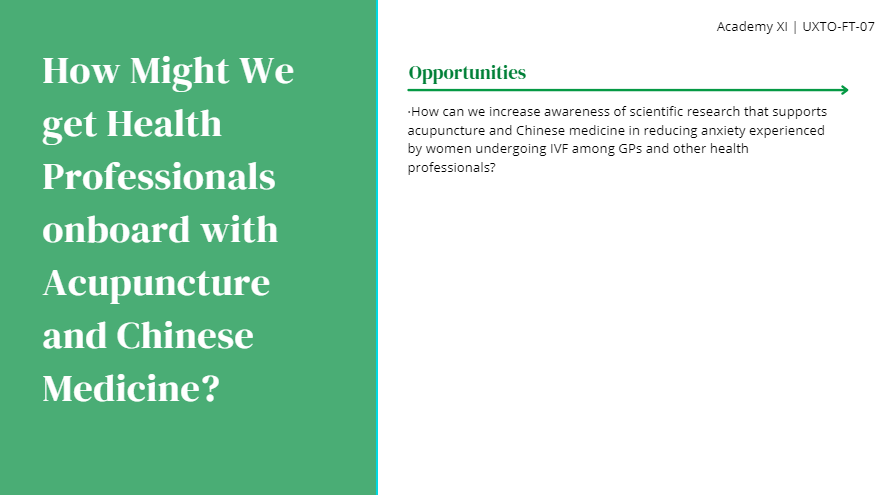 Academy XI | UXTO-FT-07
How Might We
get Health
Professionals
onboard with
Acupuncture
and Chinese
Medicine?
Opportunities
·How can we increase awareness of scientific research that supports
acupuncture and Chinese medicine in reducing anxiety experienced
by women undergoing IVF among GPs and other health
professionals?